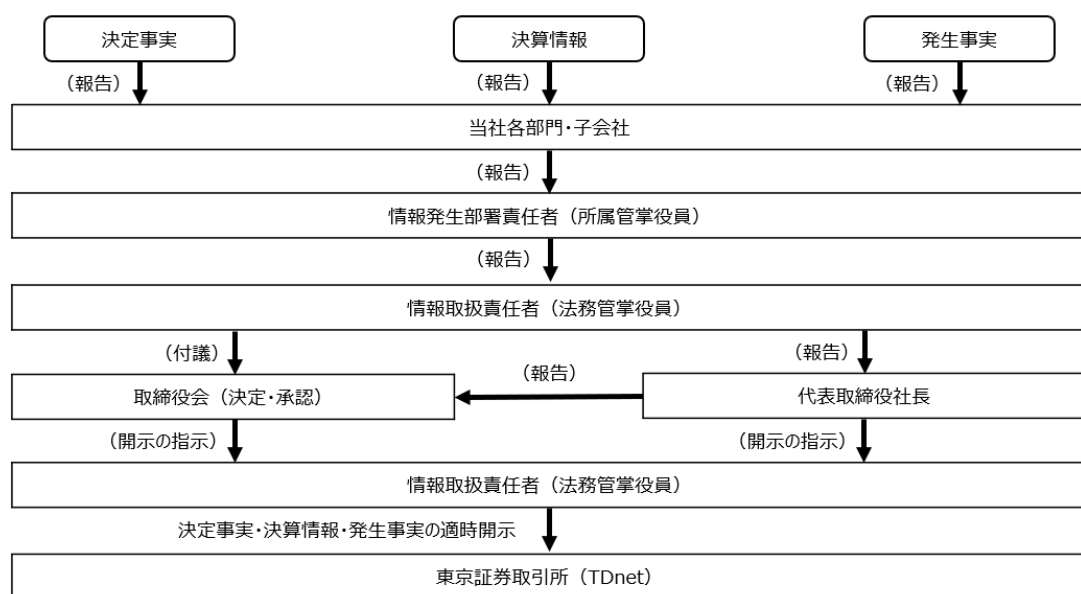 決定事実
決算情報
発生事実
（報告）
（報告）
（報告）
当社各部門・子会社
（報告）
情報発生部署責任者（所属管掌役員）
（報告）
情報取扱責任者（法務管掌役員）
（付議）
（報告）
（報告）
取締役会（決定・承認）
代表取締役社長
（開示の指示）
（開示の指示）
情報取扱責任者（法務管掌役員）
決定事実・決算情報・発生事実の適時開示
東京証券取引所（TDnet）